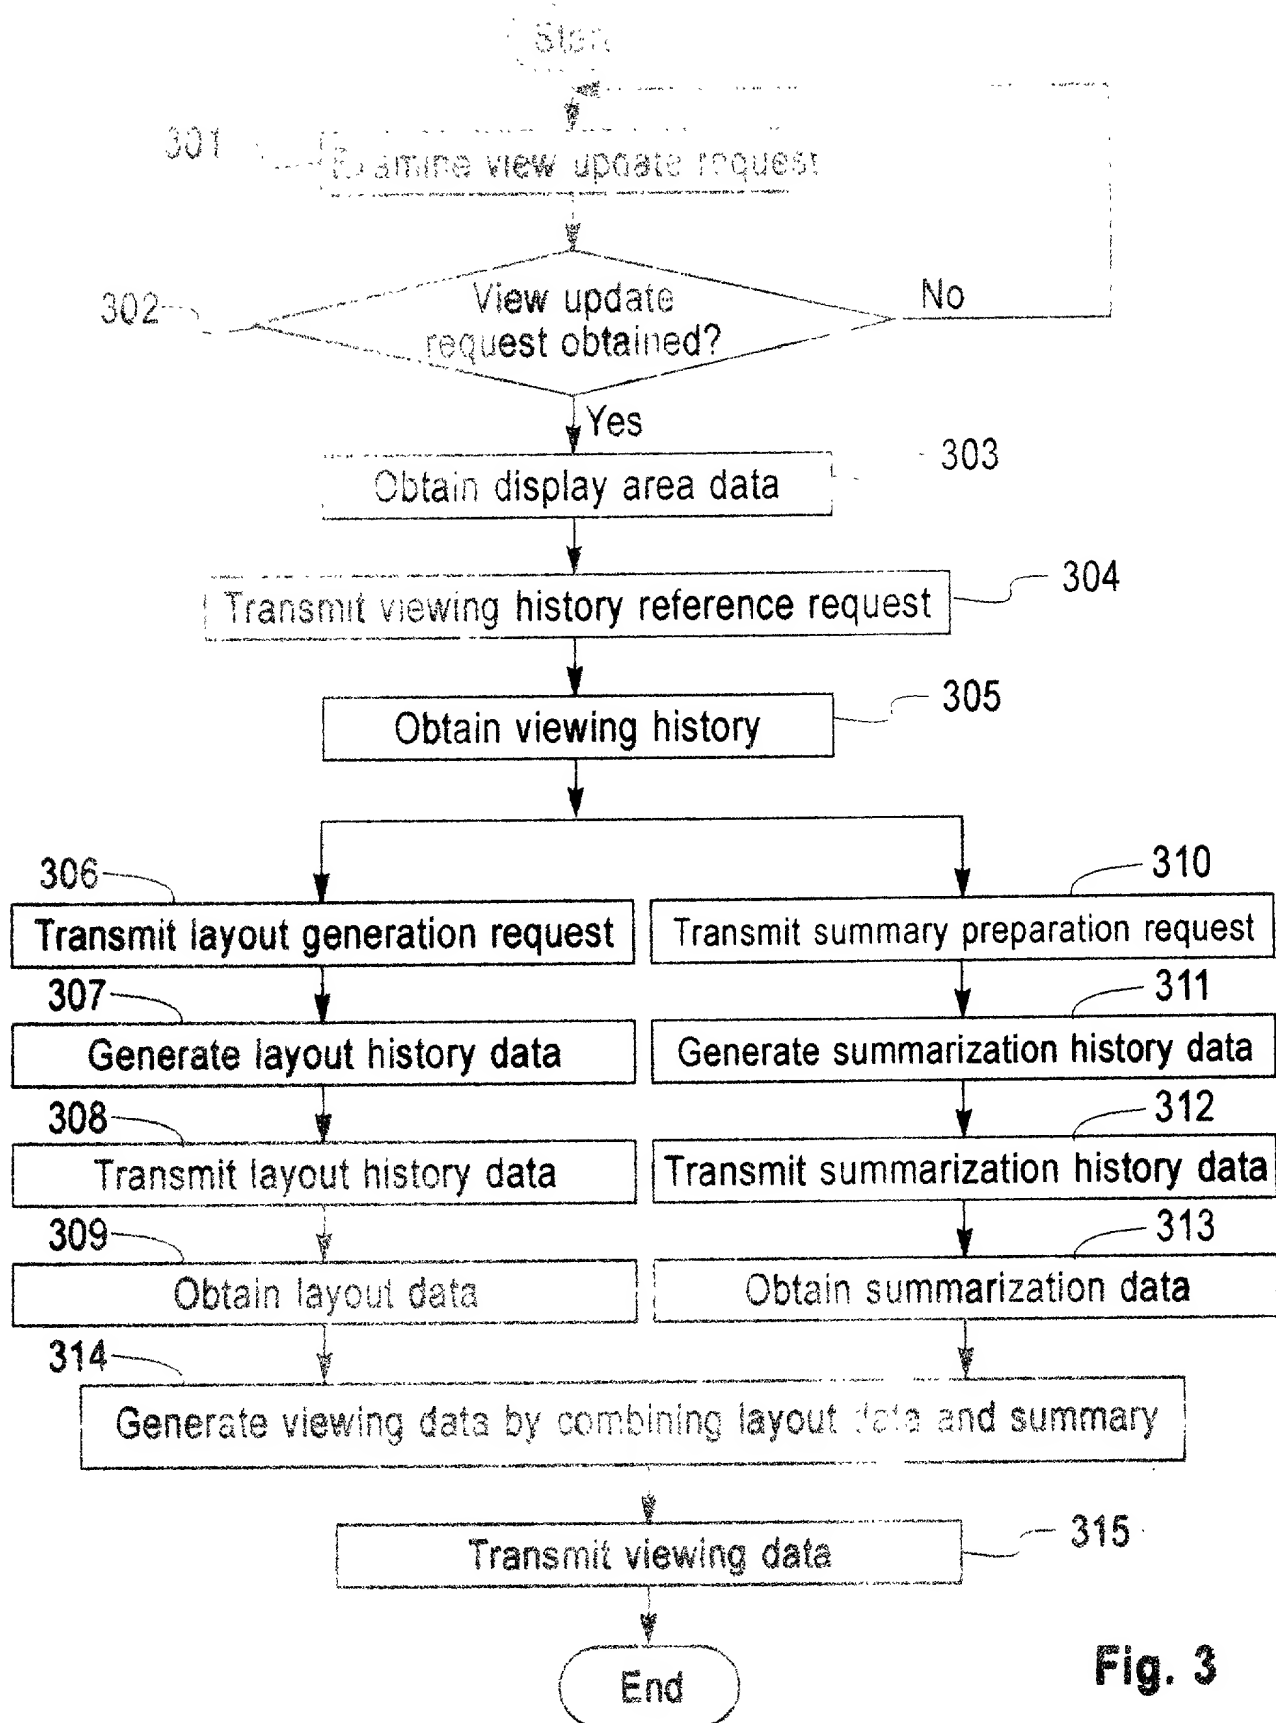 Start
301
Examine view update request
302
View update
request obtained?
No
Yes
303
Obtain display area data
304
Transmit viewing history reference request
305
Obtain viewing history
306
Transmit layout generation request
310
Transmit summary preparation request
307
Generate layout history data
311
Generate summarization history data
308
Transmit layout history data
312
Transmit summarization history data
309
Obtain layout data
313
Obtain summarization data
314
Generate viewing data by combining layout data and summary
315
Transmit viewing data
End
Fig. 3